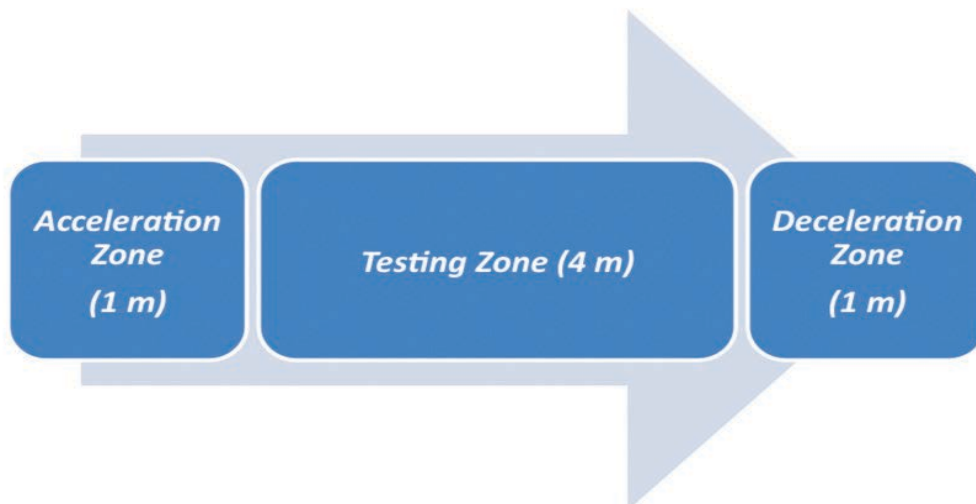 Acceleration
Zone
(1 m)
Testing Zone (4 m)
Deceleration
Zone
(1 m)